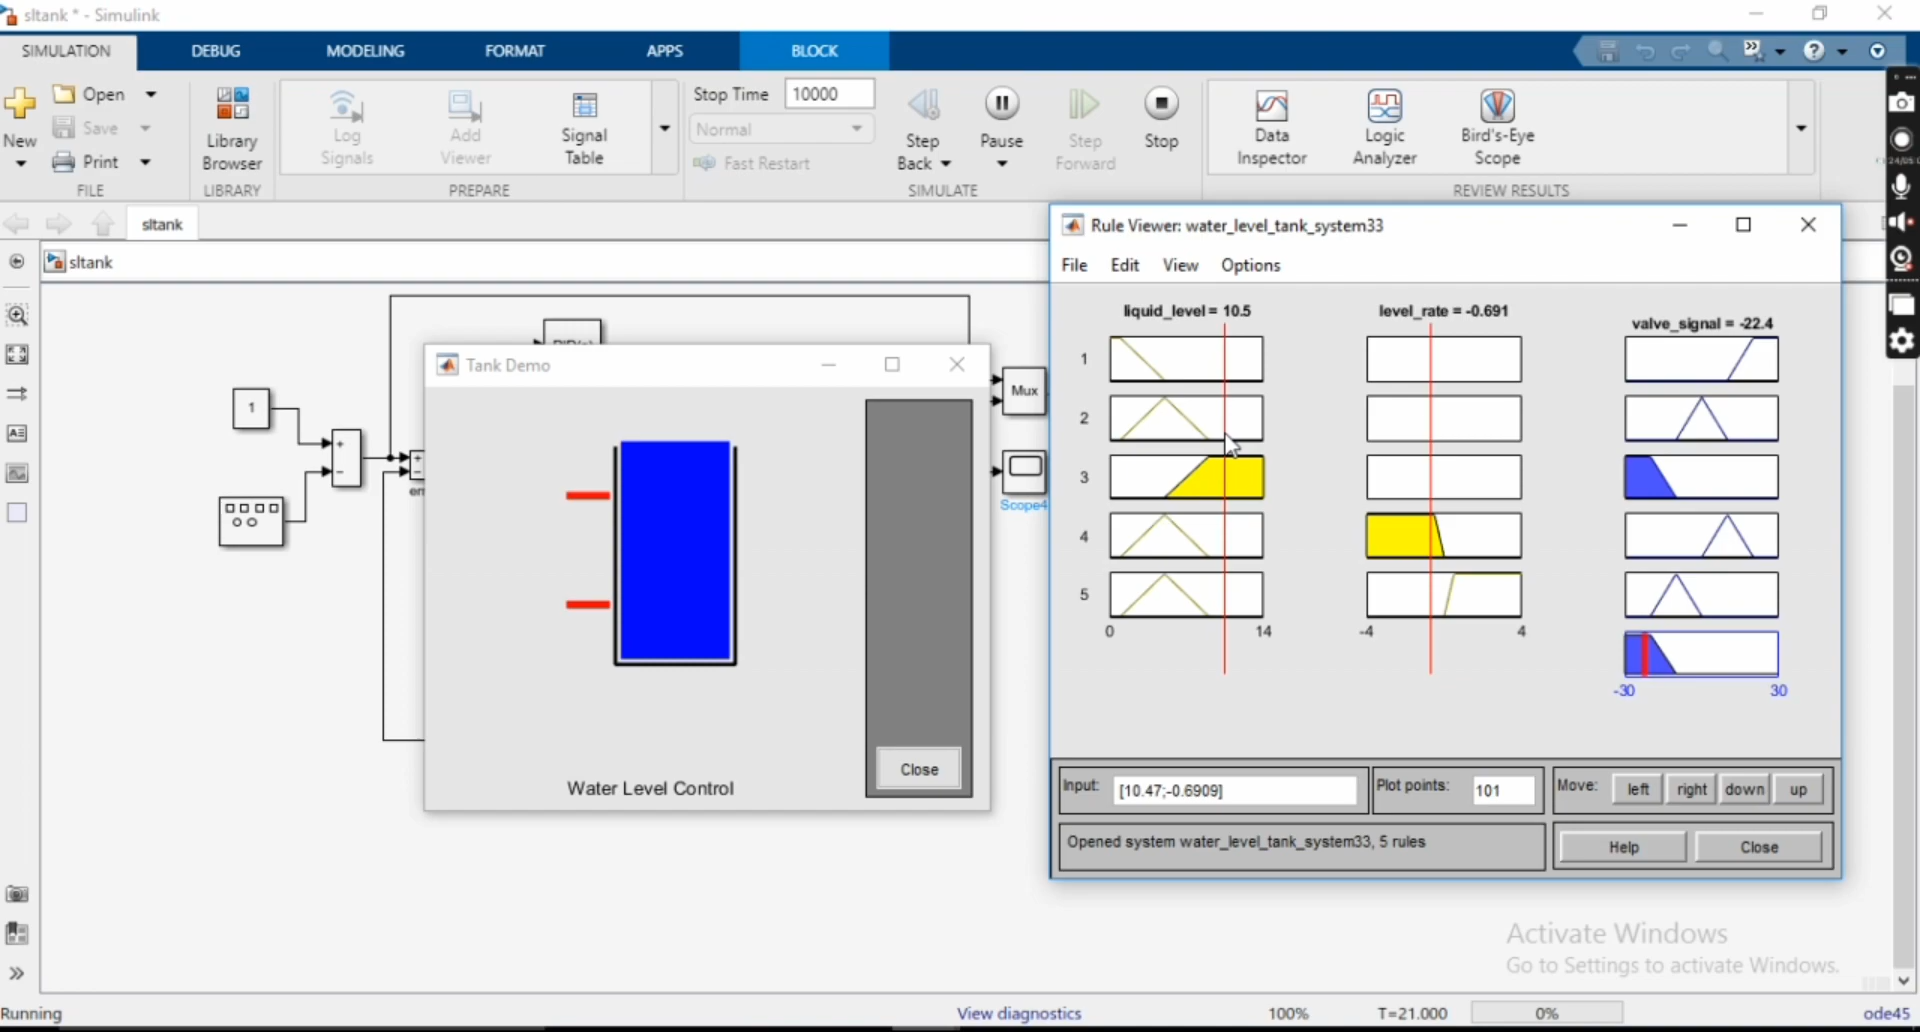 sltank * - Simulink
SIMULATION DEBUG MODELING FORMAT APPS BLOCK
New
Open
Save
Print
FILE
Library Browser
LIBRARY
Log Signals
Add Viewer
Signal Table
PREPARE
Stop Time 10000
Normal
Fast Restart
Step Back
Pause
Step Forward
Stop
SIMULATE
Data Inspector
Logic Analyzer
Bird's-Eye Scope
REVIEW RESULTS
sltank
sltank
1
Mux
Scope4
Tank Demo
Water Level Control
Close
Rule Viewer: water_level_tank_system33
File Edit View Options
liquid_level = 10.5 level_rate = -0.691 valve_signal = -22.4
1
2
3
4
5
0 14 -4 4
-30 30
Input: [10.47;-0.6909] Plot points: 101 Move: left right down up
Opened system water_level_tank_system33, 5 rules Help Close
Activate Windows
Go to Settings to activate Windows.
Running View diagnostics 100% T=21.000 0% ode45